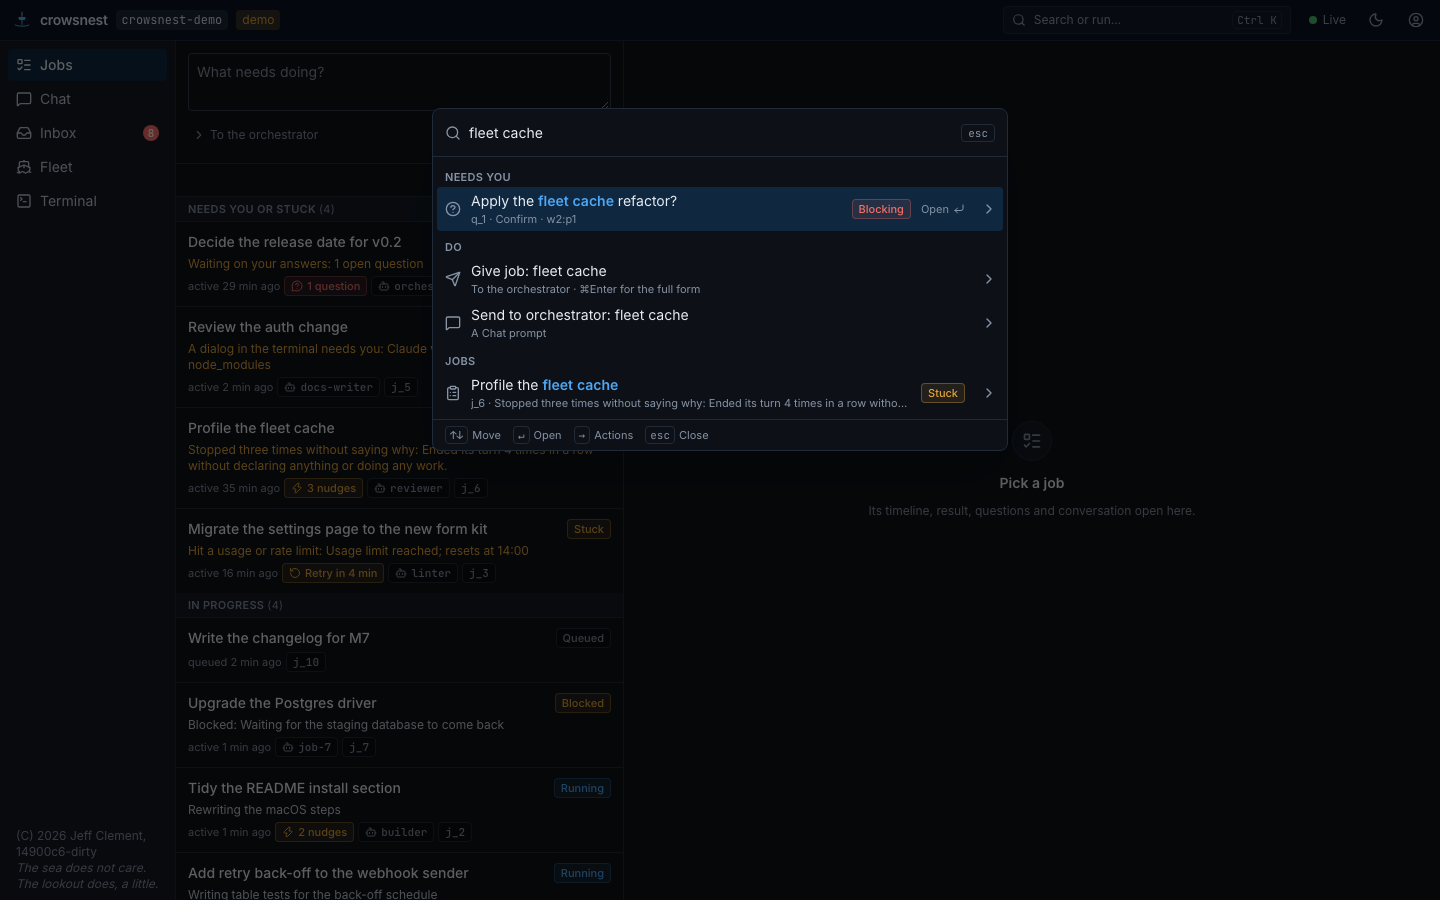 crowsnest crowsnest-demo demo
Search or run... Ctrl K
Live
Jobs
Chat
Inbox 8
Fleet
Terminal
What needs doing?
To the orchestrator
fleet cache esc
NEEDS YOU
Apply the fleet cache refactor?
q_1 · Confirm · w2:p1
Blocking Open
DO
Give job: fleet cache
To the orchestrator · ⌘Enter for the full form
Send to orchestrator: fleet cache
A Chat prompt
JOBS
Profile the fleet cache
j_6 · Stopped three times without saying why: Ended its turn 4 times in a row witho...
Stuck
↑↓ Move ↵ Open → Actions esc Close
NEEDS YOU OR STUCK (4)
Decide the release date for v0.2
Waiting on your answers: 1 open question
active 29 min ago 1 question orches
Review the auth change
A dialog in the terminal needs you: Claude
node_modules
active 2 min ago docs-writer j_5
Profile the fleet cache
Stopped three times without saying why: Ended its turn 4 times in a row
without declaring anything or doing any work.
active 35 min ago 3 nudges reviewer j_6
Migrate the settings page to the new form kit Stuck
Hit a usage or rate limit: Usage limit reached; resets at 14:00
active 16 min ago Retry in 4 min linter j_3
IN PROGRESS (4)
Write the changelog for M7 Queued
queued 2 min ago j_10
Upgrade the Postgres driver Blocked
Blocked: Waiting for the staging database to come back
active 1 min ago job-7 j_7
Tidy the README install section Running
Rewriting the macOS steps
active 1 min ago 2 nudges builder j_2
Add retry back-off to the webhook sender Running
Writing table tests for the back-off schedule
Pick a job
Its timeline, result, questions and conversation open here.
(C) 2026 Jeff Clement,
14900c6-dirty
The sea does not care.
The lookout does, a little.